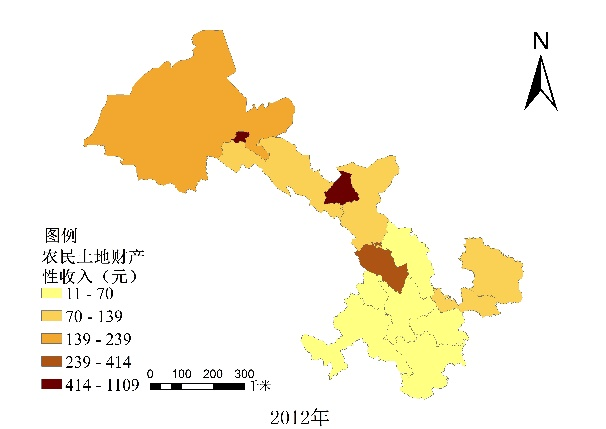 N
图例
农民土地财产
性收入（元）
11 - 70
70 - 139
139 - 239
239 - 414
414 - 1109
0 50 100 200 300
千米
2012年